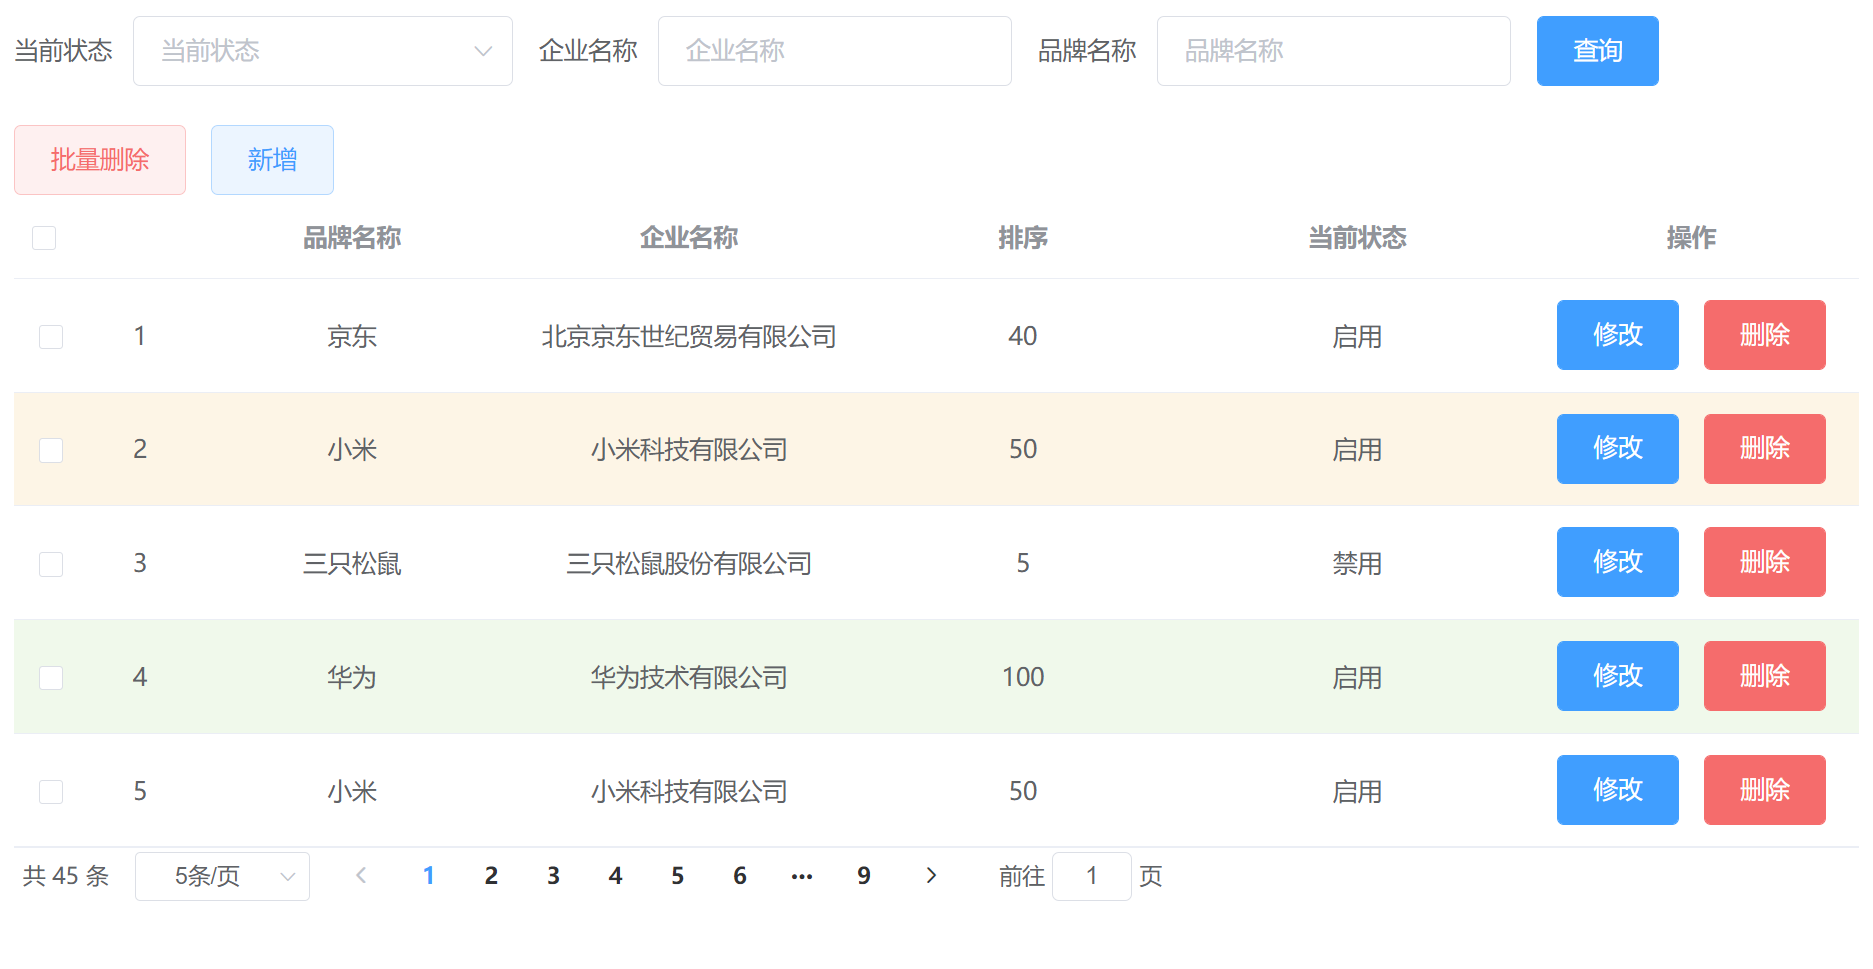 当前状态 当前状态 企业名称 企业名称 品牌名称 品牌名称 查询
批量删除 新增
品牌名称 企业名称 排序 当前状态 操作
1 京东 北京京东世纪贸易有限公司 40 启用 修改 删除
2 小米 小米科技有限公司 50 启用 修改 删除
3 三只松鼠 三只松鼠股份有限公司 5 禁用 修改 删除
4 华为 华为技术有限公司 100 启用 修改 删除
5 小米 小米科技有限公司 50 启用 修改 删除
共 45 条 5条/页 1 2 3 4 5 6 ··· 9 前往 1 页